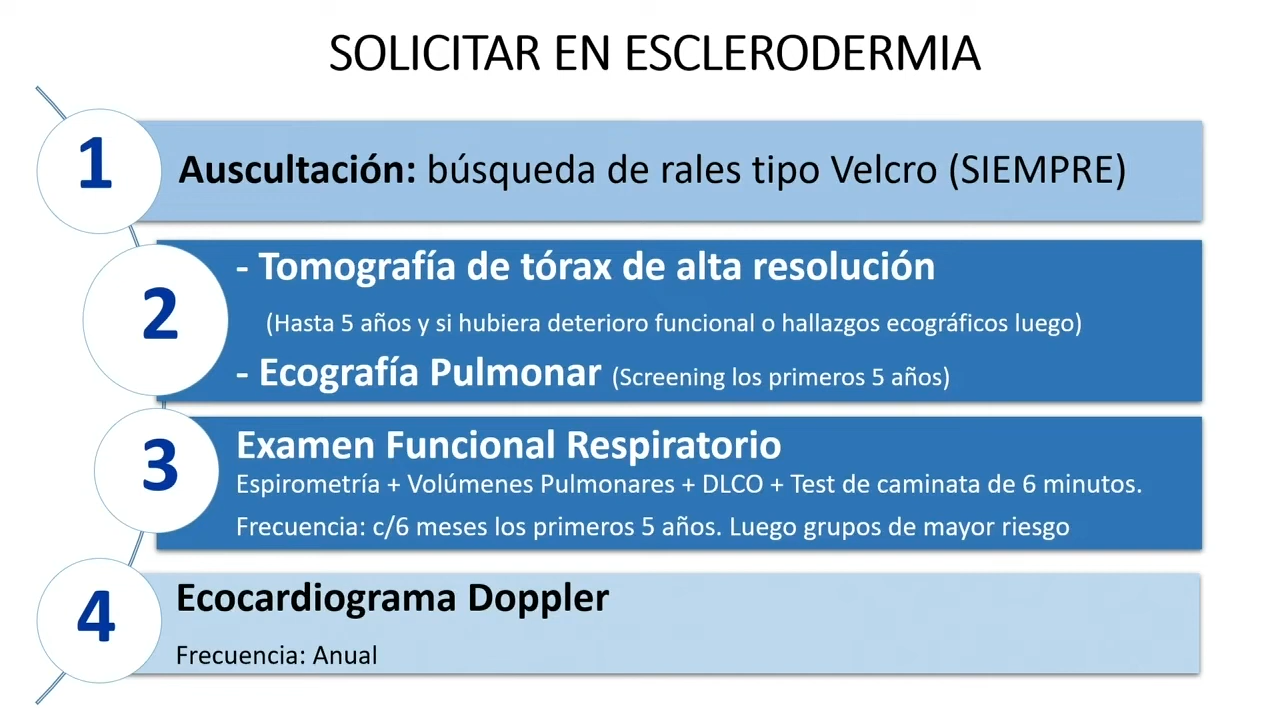 SOLICITAR EN ESCLERODERMIA
1
Auscultación: búsqueda de rales tipo Velcro (SIEMPRE)
2
- Tomografía de tórax de alta resolución
(Hasta 5 años y si hubiera deterioro funcional o hallazgos ecográficos luego)
- Ecografía Pulmonar (Screening los primeros 5 años)
3
Examen Funcional Respiratorio
Espirometría + Volúmenes Pulmonares + DLCO + Test de caminata de 6 minutos.
Frecuencia: c/6 meses los primeros 5 años. Luego grupos de mayor riesgo
4
Ecocardiograma Doppler
Frecuencia: Anual